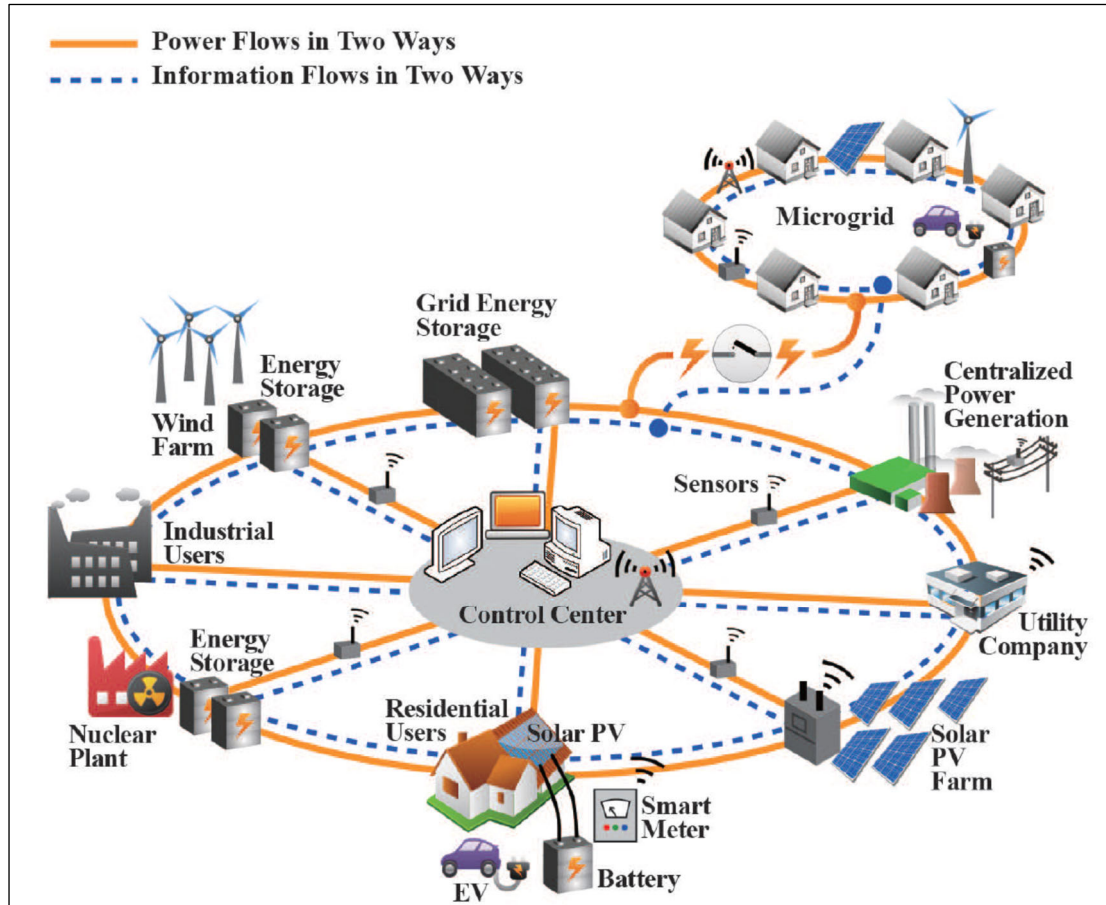 Power Flows in Two Ways
Information Flows in Two Ways
Microgrid
Grid Energy
Storage
Energy
Storage
Wind
Farm
Centralized
Power
Generation
Sensors
Industrial
Users
Control Center
Utility
Company
Energy
Storage
Nuclear
Plant
Residential
Users
Solar PV
Solar
PV
Farm
Smart
Meter
EV
Battery